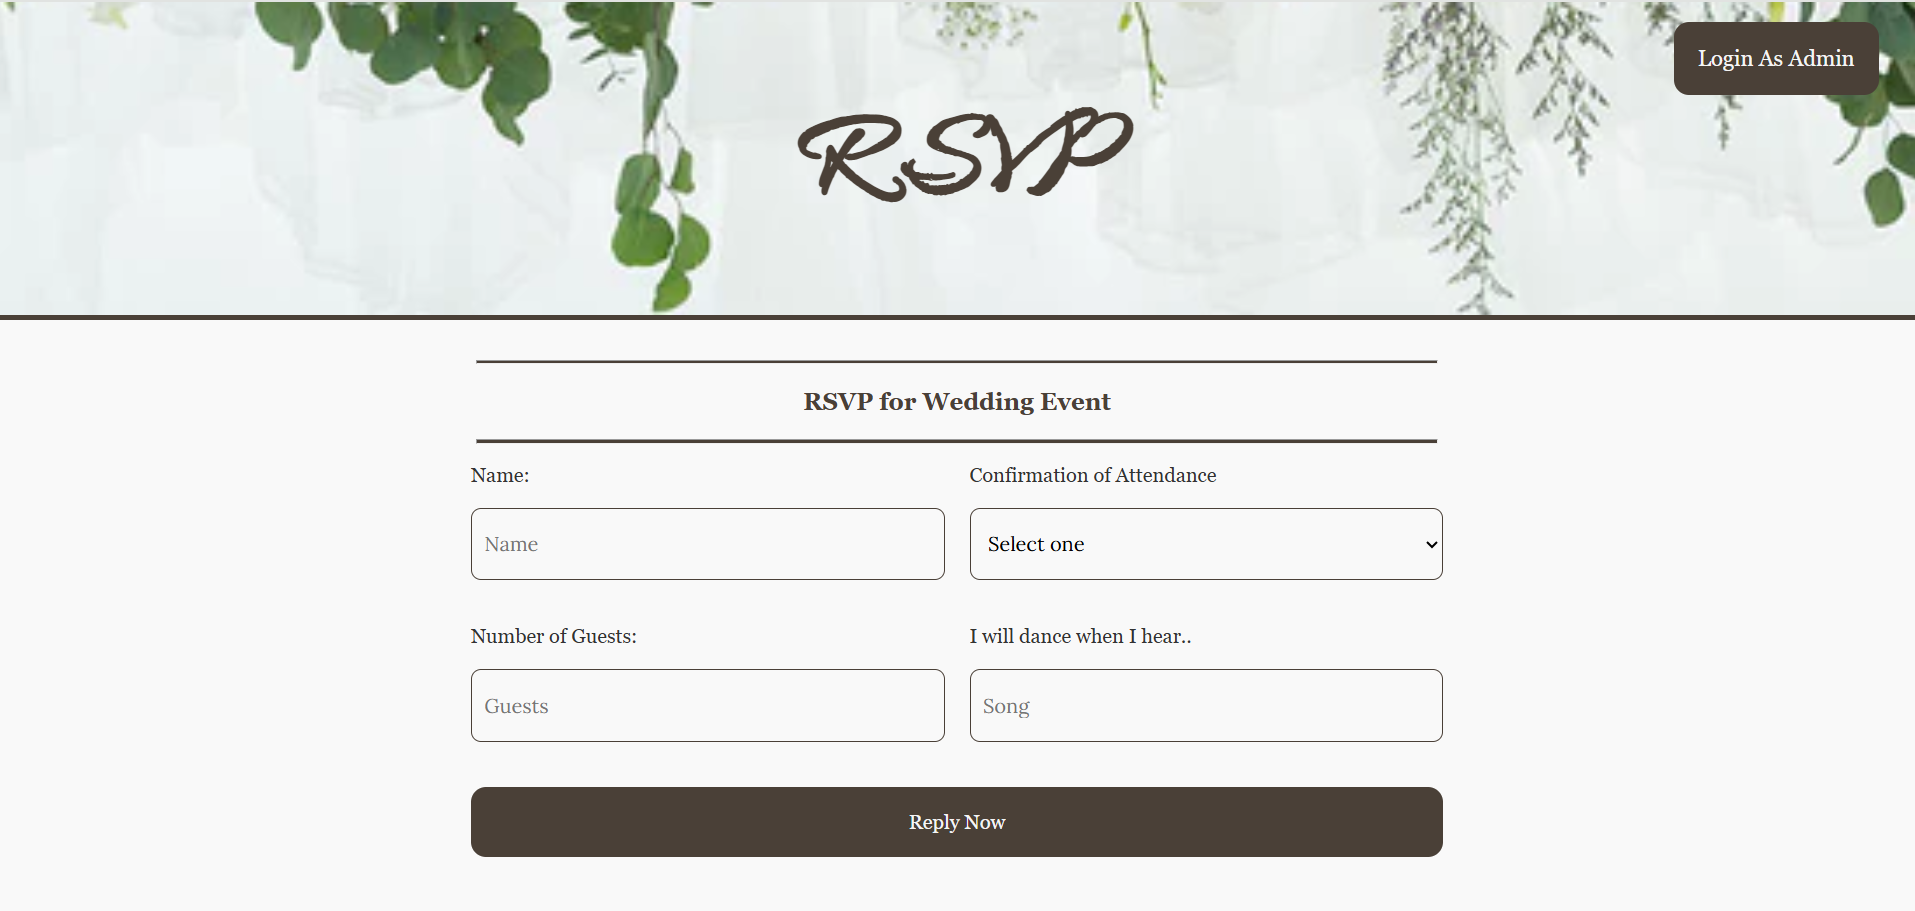 Login As Admin
RSVP
RSVP for Wedding Event
Name:
Confirmation of Attendance
Name
Select one
Number of Guests:
I will dance when I hear..
Guests
Song
Reply Now